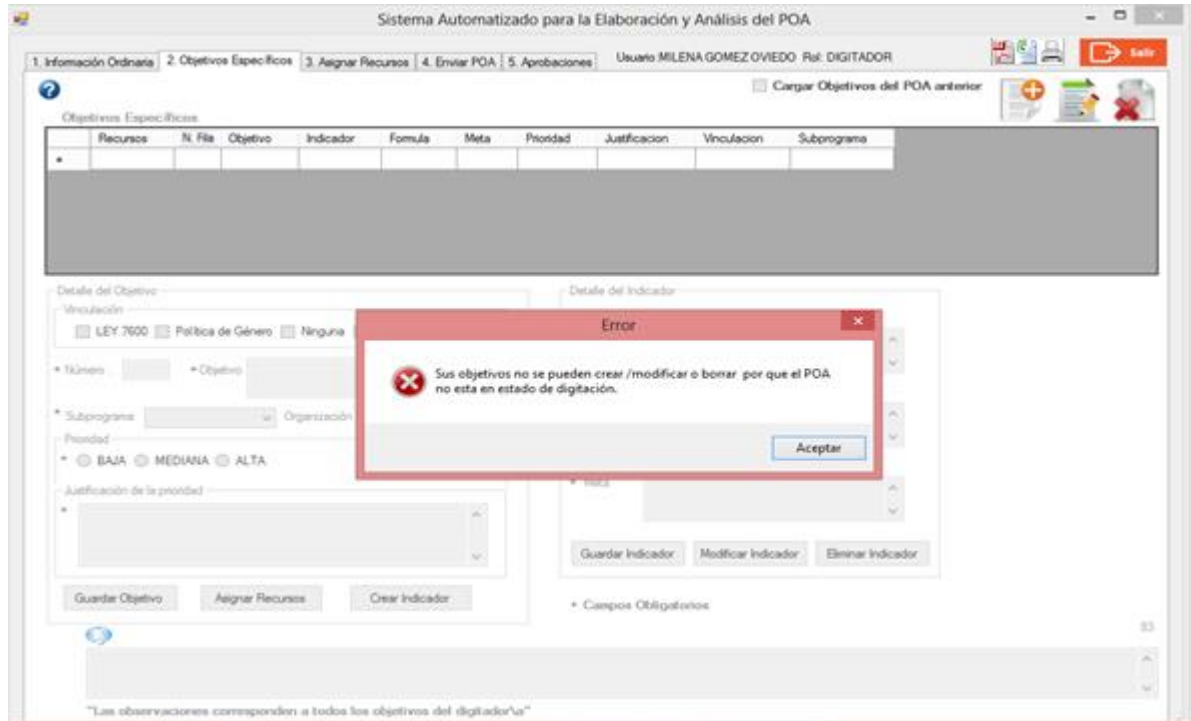 Sistema Automatizado para la Elaboración y Análisis del POA
1. Información Ordinaria 2. Objetivos Específicos 3. Asignar Recursos 4. Enviar POA 5. Aprobaciones Usuario:MILENA GOMEZ OVIEDO Rol: DIGITADOR Salir
Cargar Objetivos del POA anterior
Objetivos Específicos
Recursos N. Fila Objetivo Indicador Formula Meta Prioridad Justificacion Vinculacion Subprograma
Detalle del Objetivo Detalle del Indicador
Vinculación
LEY 7600 Política de Género Ninguna
Error
* Número * Objetivo
Sus objetivos no se pueden crear /modificar o borrar por que el POA
no esta en estado de digitación.
* Subprograma Organización
Prioridad
* BAJA MEDIANA ALTA
Aceptar
* Meta
Justificación de la prioridad
*
Guardar Indicador Modificar Indicador Eliminar Indicador
Guardar Objetivo Asignar Recursos Crear Indicador
* Campos Obligatorios
83
"Las observaciones corresponden a todos los objetivos del digitador\a"